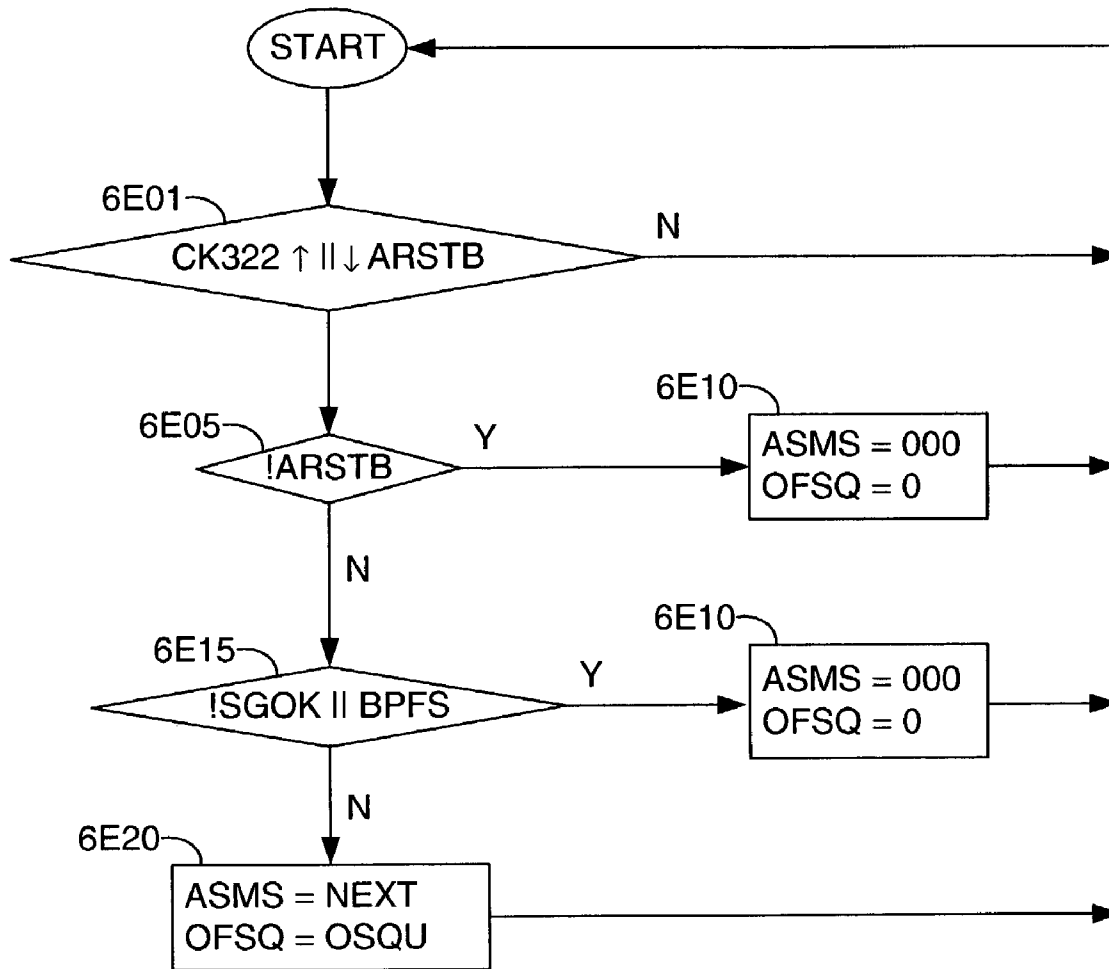 START
6E01
CK322 ↑ || ↓ ARSTB
N
6E05
!ARSTB
Y
6E10
ASMS = 000
OFSQ = 0
N
6E15
!SGOK || BPFS
Y
6E10
ASMS = 000
OFSQ = 0
N
6E20
ASMS = NEXT
OFSQ = OSQU